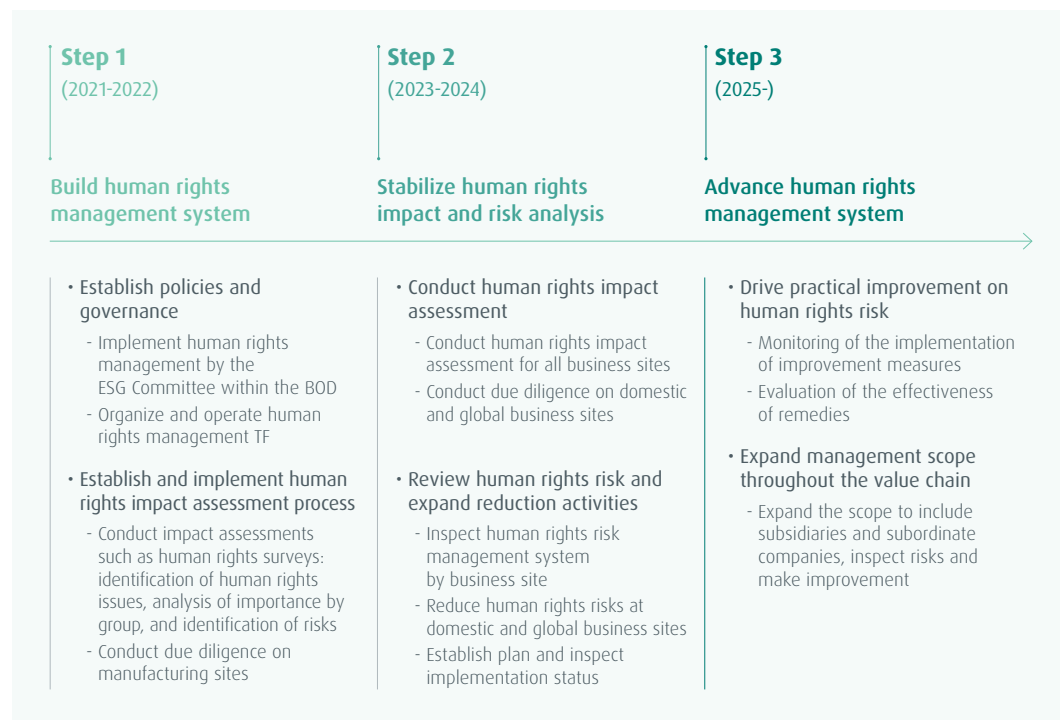 Step 1
(2021-2022)
Build human rights
management system
• Establish policies and
governance
- Implement human rights
management by the
ESG Committee within the BOD
- Organize and operate human
rights management TF
• Establish and implement human
rights impact assessment process
- Conduct impact assessments
such as human rights surveys:
identification of human rights
issues, analysis of importance by
group, and identification of risks
- Conduct due diligence on
manufacturing sites
Step 2
(2023-2024)
Stabilize human rights
impact and risk analysis
• Conduct human rights impact
assessment
- Conduct human rights impact
assessment for all business sites
- Conduct due diligence on domestic
and global business sites
• Review human rights risk and
expand reduction activities
- Inspect human rights risk
management system
by business site
- Reduce human rights risks at
domestic and global business sites
- Establish plan and inspect
implementation status
Step 3
(2025-)
Advance human rights
management system
• Drive practical improvement on
human rights risk
- Monitoring of the implementation
of improvement measures
- Evaluation of the effectiveness
of remedies
• Expand management scope
throughout the value chain
- Expand the scope to include
subsidiaries and subordinate
companies, inspect risks and
make improvement